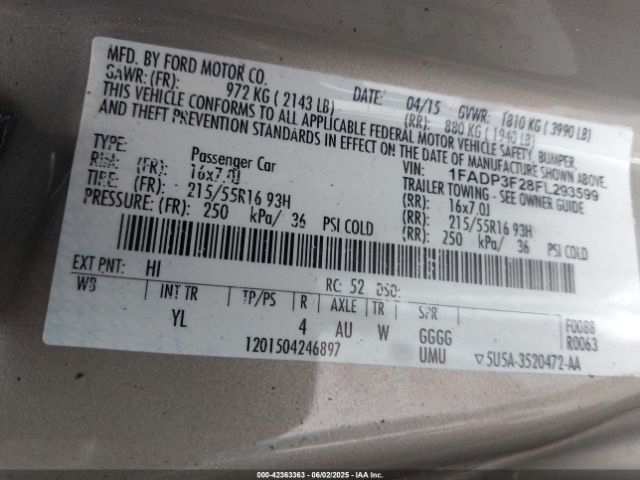 MFD. BY FORD MOTOR CO.
DATE: 04/15 GVWR: 1810 KG ( 3990 LB)
GAWR: (FR): 972 KG ( 2143 LB) (RR): 880 KG ( 1940 LB)
THIS VEHICLE CONFORMS TO ALL APPLICABLE FEDERAL MOTOR VEHICLE SAFETY, BUMPER,
AND THEFT PREVENTION STANDARDS IN EFFECT ON THE DATE OF MANUFACTURE SHOWN ABOVE.
VIN: 1FADP3F28FL293599
TYPE: Passenger Car TRAILER TOWING - SEE OWNER GUIDE
RIM: (FR): 16x7.0J (RR): 16x7.0J
TIRE: (FR): 215/55R16 93H (RR): 215/55R16 93H
PRESSURE: (FR): 250 kPa/ 36 PSI COLD (RR): 250 kPa/ 36 PSI COLD
EXT PNT: HI RC: 52 DSO:
WB INT TR TP/PS R AXLE TR SPR F0088
YL 4 AU W GGGG R0063
1201504246897 UMU ▽5U5A-3520472-AA
000-42363363 - 06/02/2025 - IAAI.COM